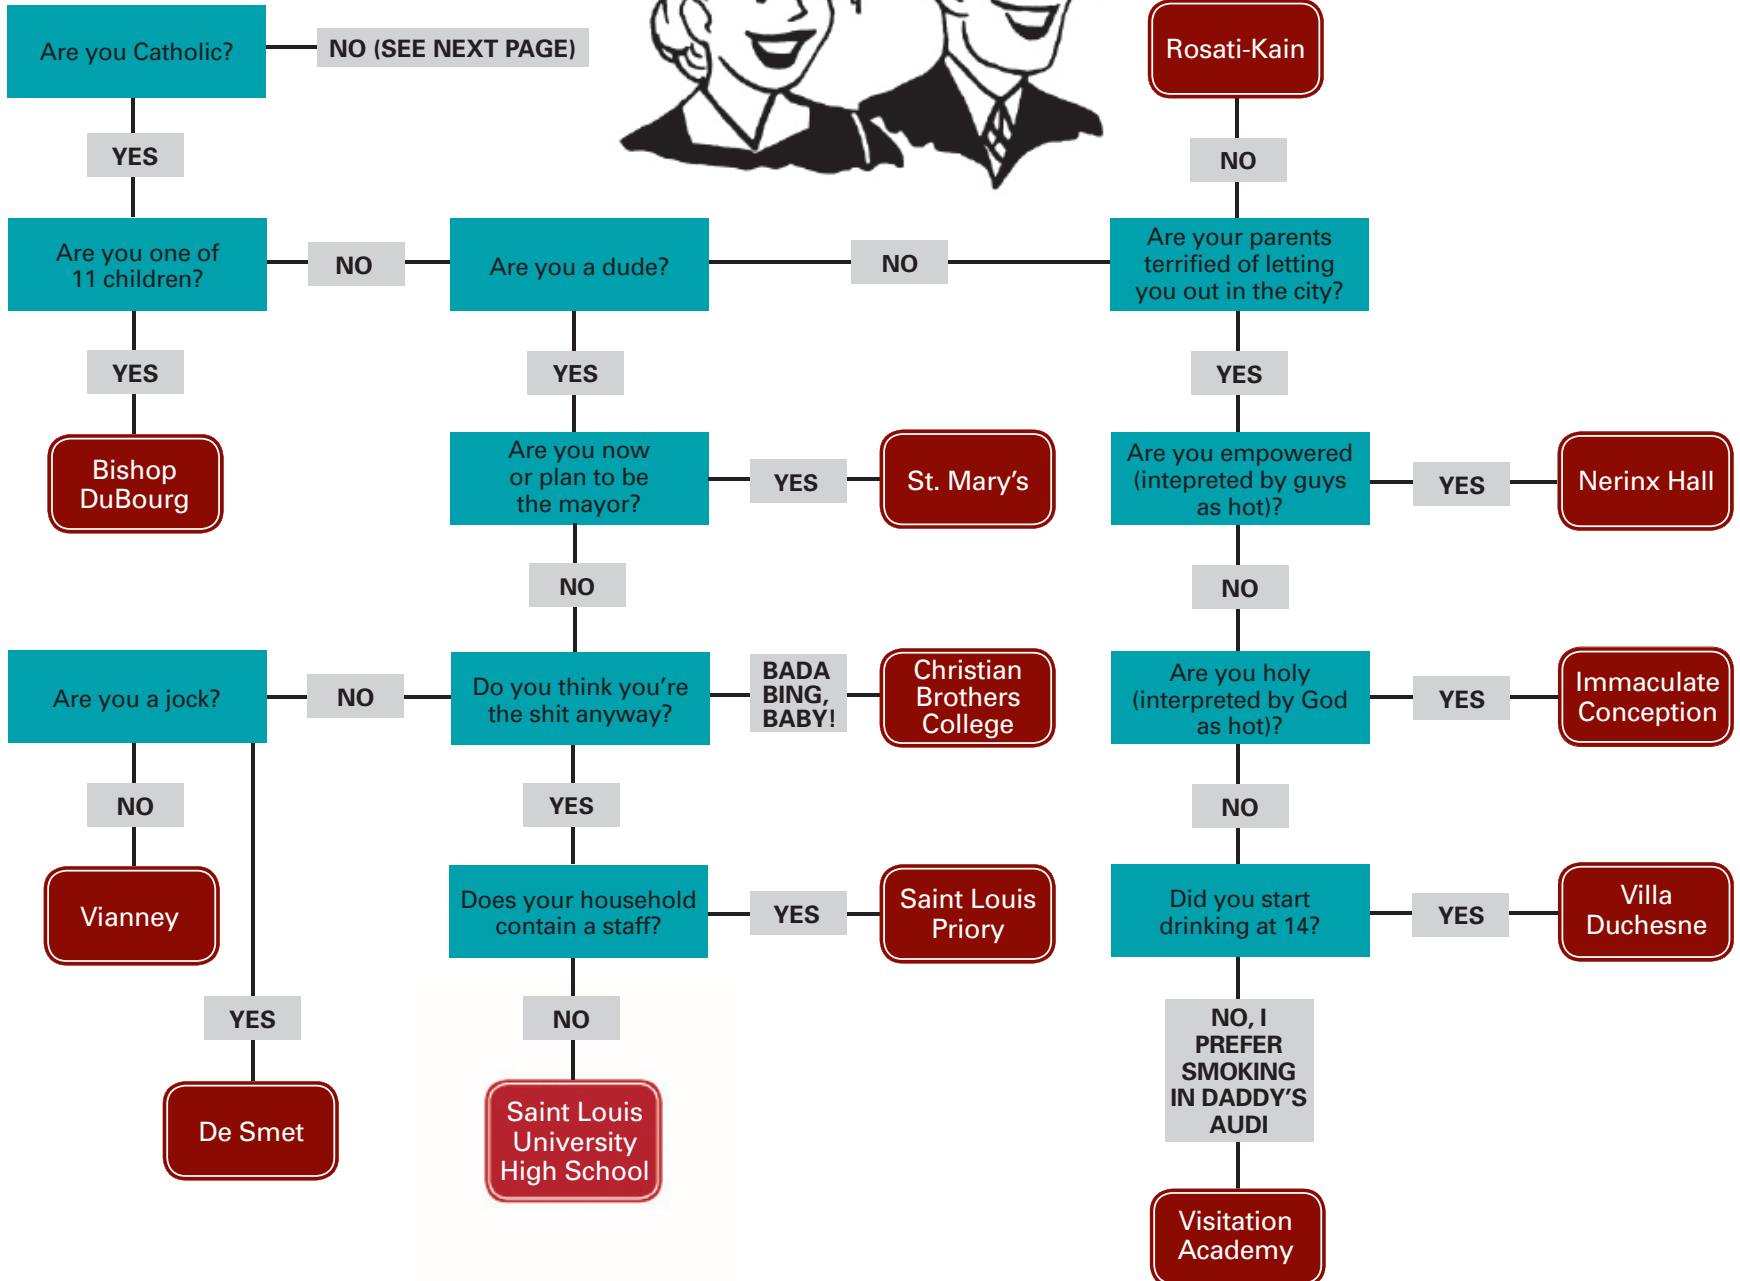 Are you Catholic?
NO (SEE NEXT PAGE)
Rosati-Kain
YES
NO
Are you one of
11 children?
NO
Are you a dude?
NO
Are your parents
terrified of letting
you out in the city?
YES
YES
YES
Bishop
DuBourg
Are you now
or plan to be
the mayor?
YES
St. Mary's
Are you empowered
(intepreted by guys
as hot)?
YES
Nerinx Hall
NO
NO
Are you a jock?
NO
Do you think you're
the shit anyway?
BADA
BING,
BABY!
Christian
Brothers
College
Are you holy
(interpreted by God
as hot)?
YES
Immaculate
Conception
NO
YES
NO
Vianney
Does your household
contain a staff?
YES
Saint Louis
Priory
Did you start
drinking at 14?
YES
Villa
Duchesne
YES
NO
NO, I
PREFER
SMOKING
IN DADDY'S
AUDI
De Smet
Saint Louis
University
High School
Visitation
Academy